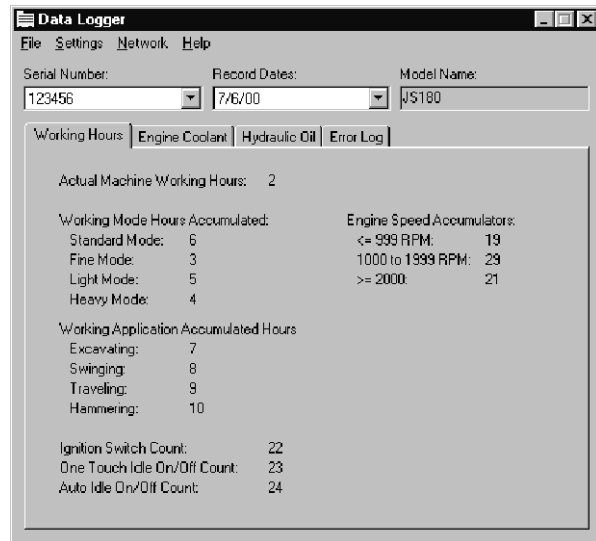 Data Logger
File Settings Network Help
Serial Number: Record Dates: Model Name:
123456 7/6/00 JS180
Working Hours Engine Coolant Hydraulic Oil Error Log
Actual Machine Working Hours: 2
Working Mode Hours Accumulated: Engine Speed Accumulators:
Standard Mode: 6 <= 999 RPM: 19
Fine Mode: 3 1000 to 1999 RPM: 29
Light Mode: 5 >= 2000: 21
Heavy Mode: 4
Working Application Accumulated Hours
Excavating: 7
Swinging: 8
Traveling: 9
Hammering: 10
Ignition Switch Count: 22
One Touch Idle On/Off Count: 23
Auto Idle On/Off Count: 24